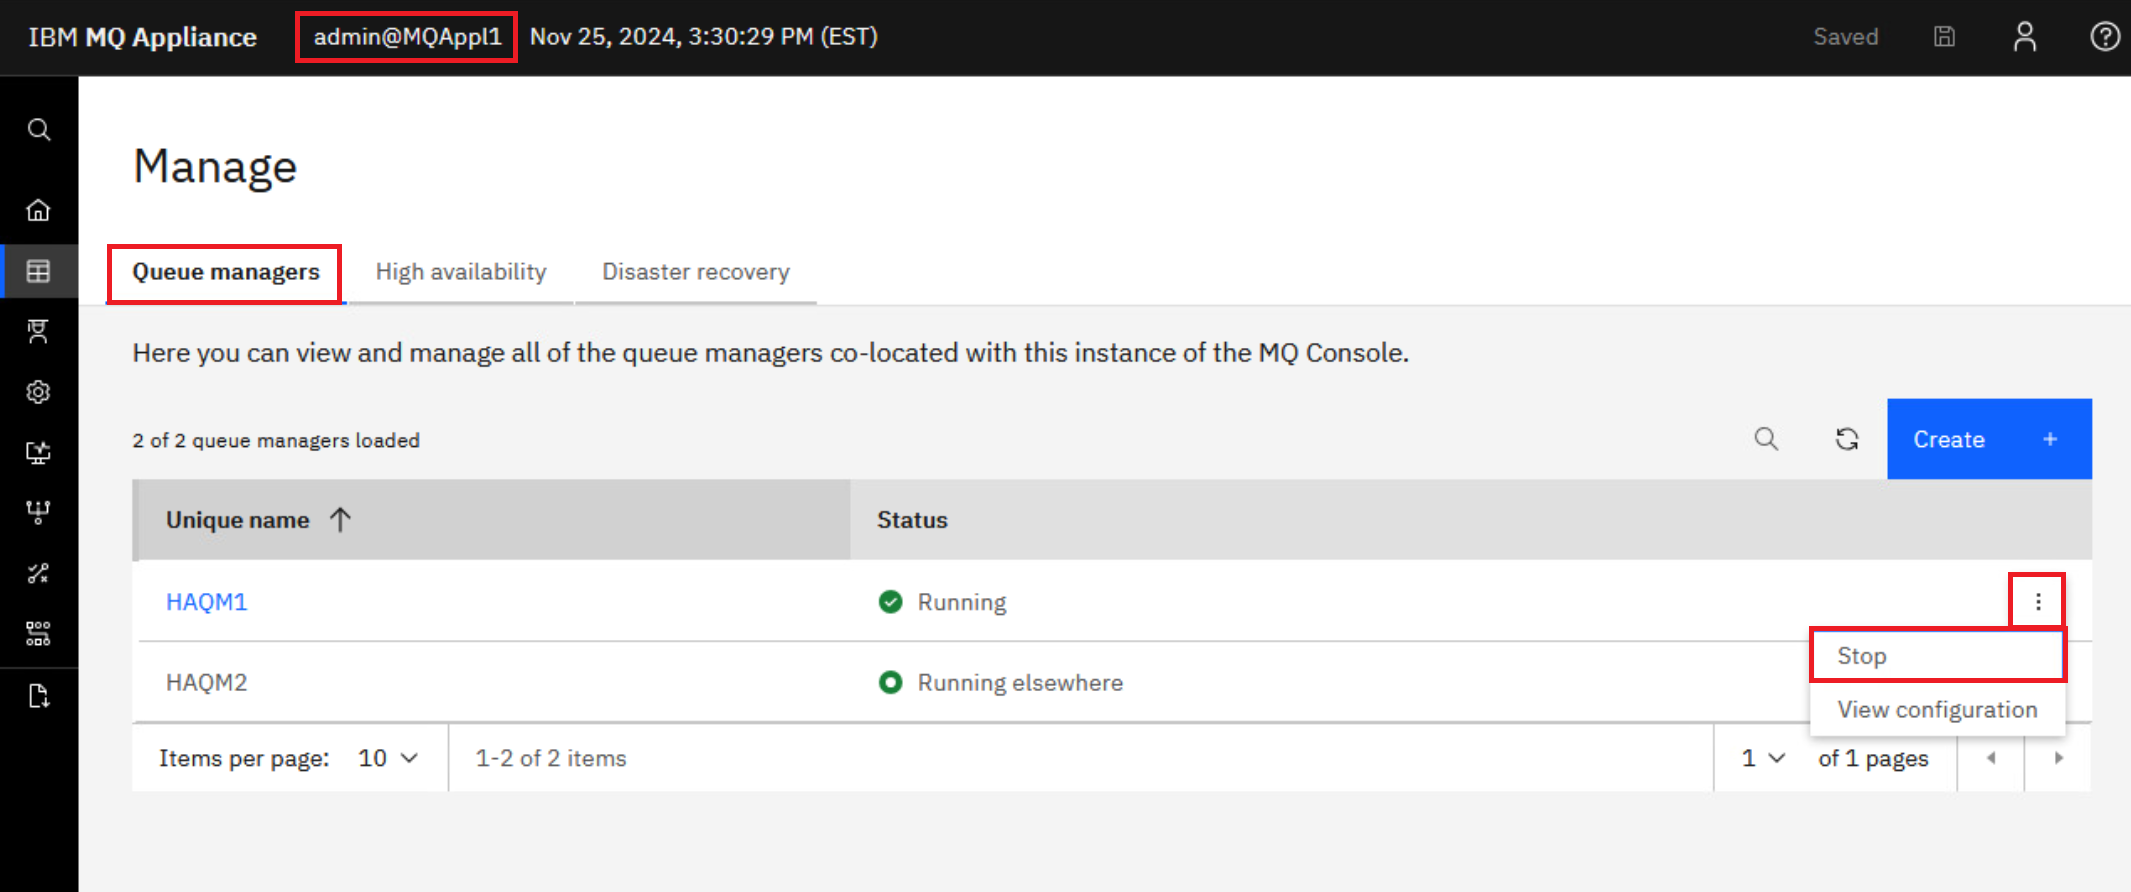 IBM MQ Appliance admin@MQAppl1 Nov 25, 2024, 3:30:29 PM (EST) Saved
Manage
Queue managers High availability Disaster recovery
Here you can view and manage all of the queue managers co-located with this instance of the MQ Console.
2 of 2 queue managers loaded Create +
Unique name Status
HAQM1 Running
Stop
HAQM2 Running elsewhere
View configuration
Items per page: 10 1-2 of 2 items 1 of 1 pages